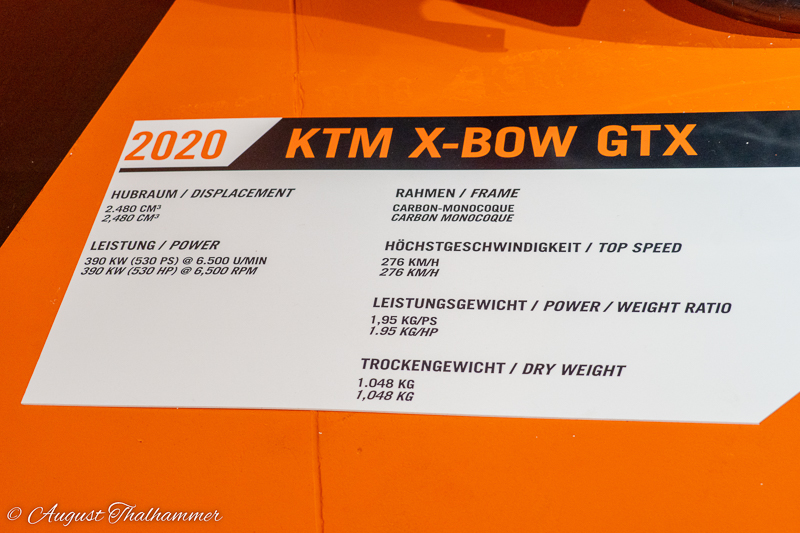 2020 KTM X-BOW GTX
HUBRAUM / DISPLACEMENT
2.480 CM³
2,480 CM³
LEISTUNG / POWER
390 KW (530 PS) @ 6.500 U/MIN
390 KW (530 HP) @ 6,500 RPM
RAHMEN / FRAME
CARBON-MONOCOQUE
CARBON MONOCOQUE
HÖCHSTGESCHWINDIGKEIT / TOP SPEED
276 KM/H
276 KM/H
LEISTUNGSGEWICHT / POWER / WEIGHT RATIO
1,95 KG/PS
1.95 KG/HP
TROCKENGEWICHT / DRY WEIGHT
1.048 KG
1,048 KG
© August Thalhammer